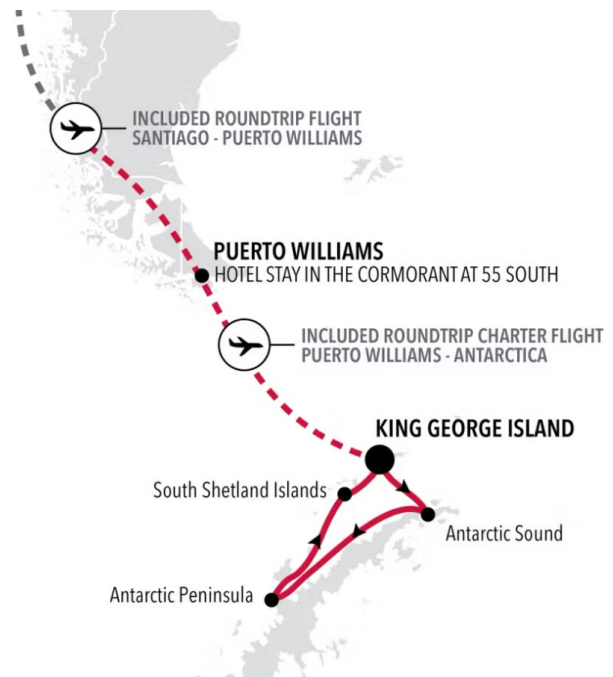 INCLUDED ROUNDTRIP FLIGHT
SANTIAGO - PUERTO WILLIAMS
PUERTO WILLIAMS
HOTEL STAY IN THE CORMORANT AT 55 SOUTH
INCLUDED ROUNDTRIP CHARTER FLIGHT
PUERTO WILLIAMS - ANTARCTICA
KING GEORGE ISLAND
South Shetland Islands
Antarctic Sound
Antarctic Peninsula